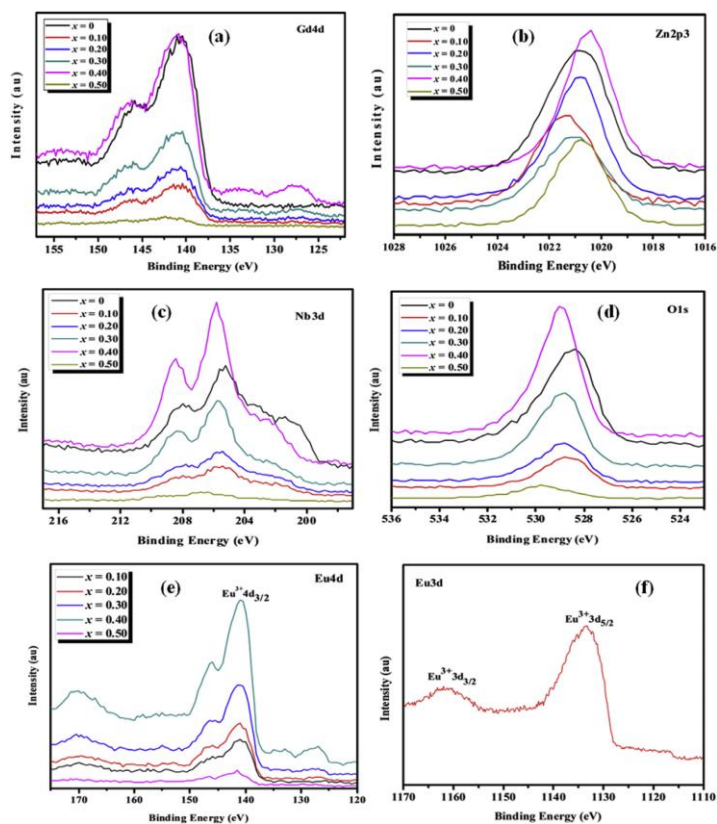 (a)
Gd4d
x = 0
x = 0.10
x = 0.20
x = 0.30
x = 0.40
x = 0.50
Intensity (au)
155 150 145 140 135 130 125
Binding Energy (eV)
(b)
Zn2p3
x = 0
x = 0.10
x = 0.20
x = 0.30
x = 0.40
x = 0.50
Intensity (au)
1028 1026 1024 1022 1020 1018 1016
Binding Energy (eV)
(c)
Nb3d
x = 0
x = 0.10
x = 0.20
x = 0.30
x = 0.40
x = 0.50
Intensity (au)
216 212 208 204 200
Binding Energy (eV)
(d)
O1s
x = 0
x = 0.10
x = 0.20
x = 0.30
x = 0.40
x = 0.50
Intensity (au)
536 534 532 530 528 526 524
Binding Energy (eV)
(e)
Eu4d
x = 0.10
x = 0.20
x = 0.30
x = 0.40
x = 0.50
Eu³⁺4d3/2
Intensity (au)
170 160 150 140 130 120
Binding Energy (eV)
(f)
Eu3d
Eu³⁺3d5/2
Eu³⁺3d3/2
Intensity (au)
1170 1160 1150 1140 1130 1120 1110
Binding Energy (eV)